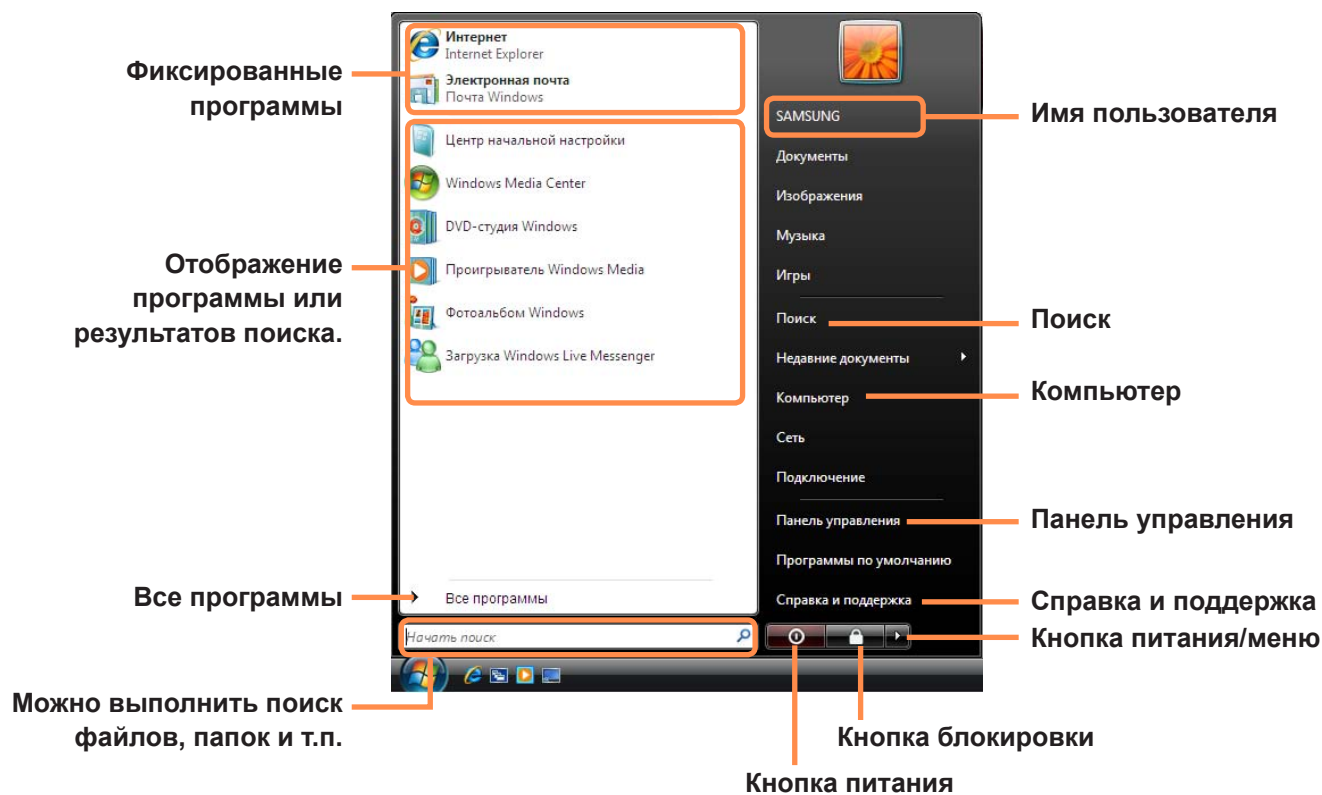 Фиксированные
программы
Отображение
программы или
результатов поиска.
Все программы
Можно выполнить поиск
файлов, папок и т.п.
Интернет
Internet Explorer
Электронная почта
Почта Windows
Центр начальной настройки
Windows Media Center
DVD-студия Windows
Проигрыватель Windows Media
Фотоальбом Windows
Загрузка Windows Live Messenger
Все программы
Начать поиск
SAMSUNG
Документы
Изображения
Музыка
Игры
Поиск
Недавние документы
Компьютер
Сеть
Подключение
Панель управления
Программы по умолчанию
Справка и поддержка
Имя пользователя
Поиск
Компьютер
Панель управления
Справка и поддержка
Кнопка питания/меню
Кнопка блокировки
Кнопка питания